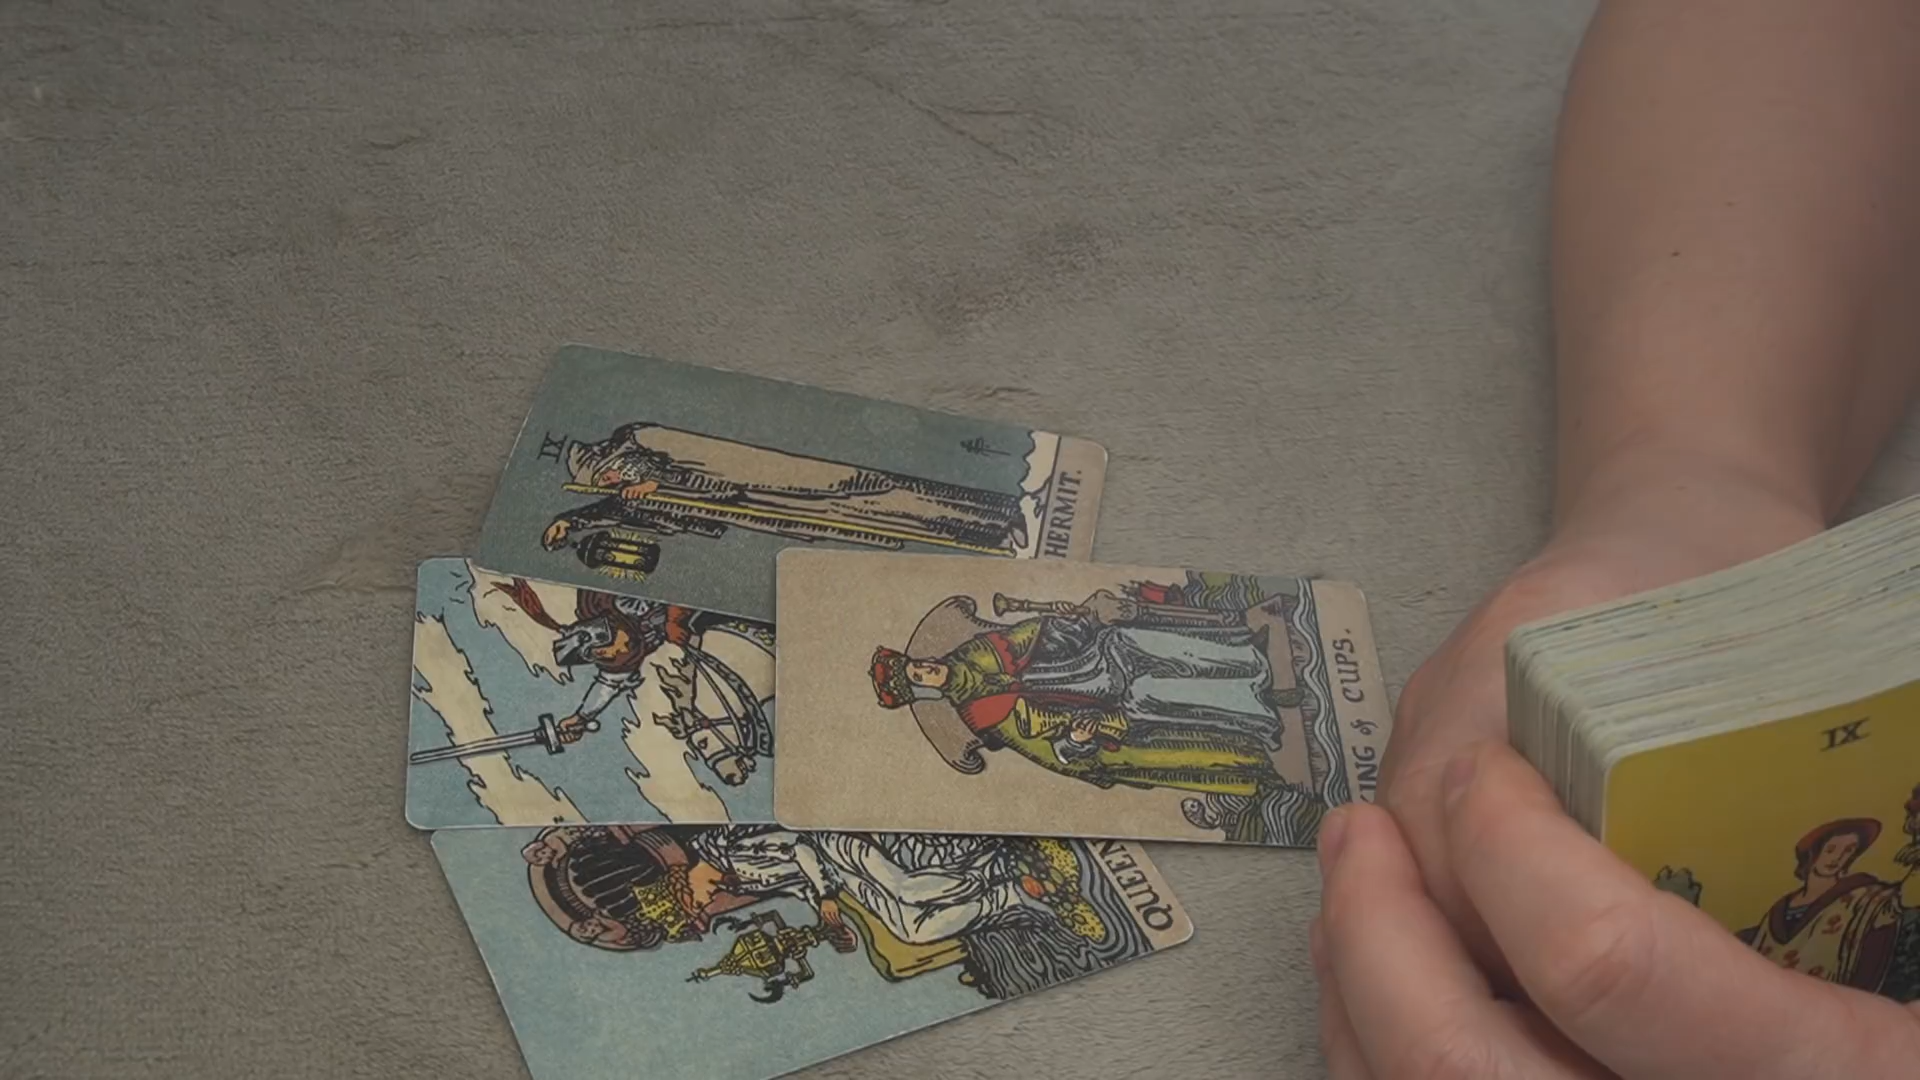 IX
HERMIT.
KING of CUPS.
QUEEN
IX